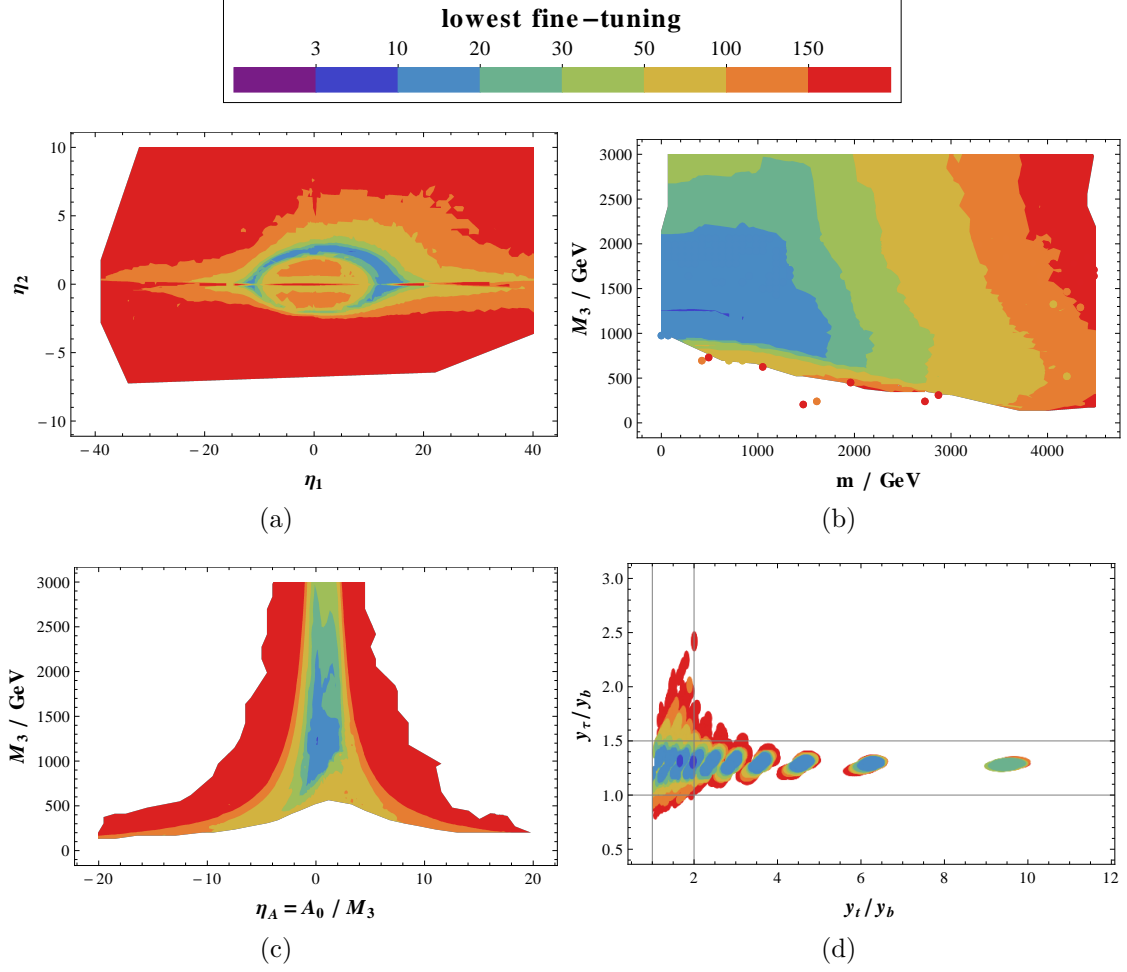 lowest fine-tuning
3 10 20 30 50 100 150
10
5
0
-5
-10
η2
-40 -20 0 20 40
η1
(a)
3000
2500
2000
1500
1000
500
0
M3 / GeV
0 1000 2000 3000 4000
m / GeV
(b)
3000
2500
2000
1500
1000
500
0
M3 / GeV
-20 -10 0 10 20
ηA = A0 / M3
(c)
3.0
2.5
2.0
1.5
1.0
0.5
yτ/yb
2 4 6 8 10 12
yt/yb
(d)